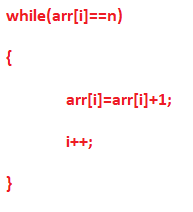 while(arr[i]==n)
{
arr[i]=arr[i]+1;
i++;
}